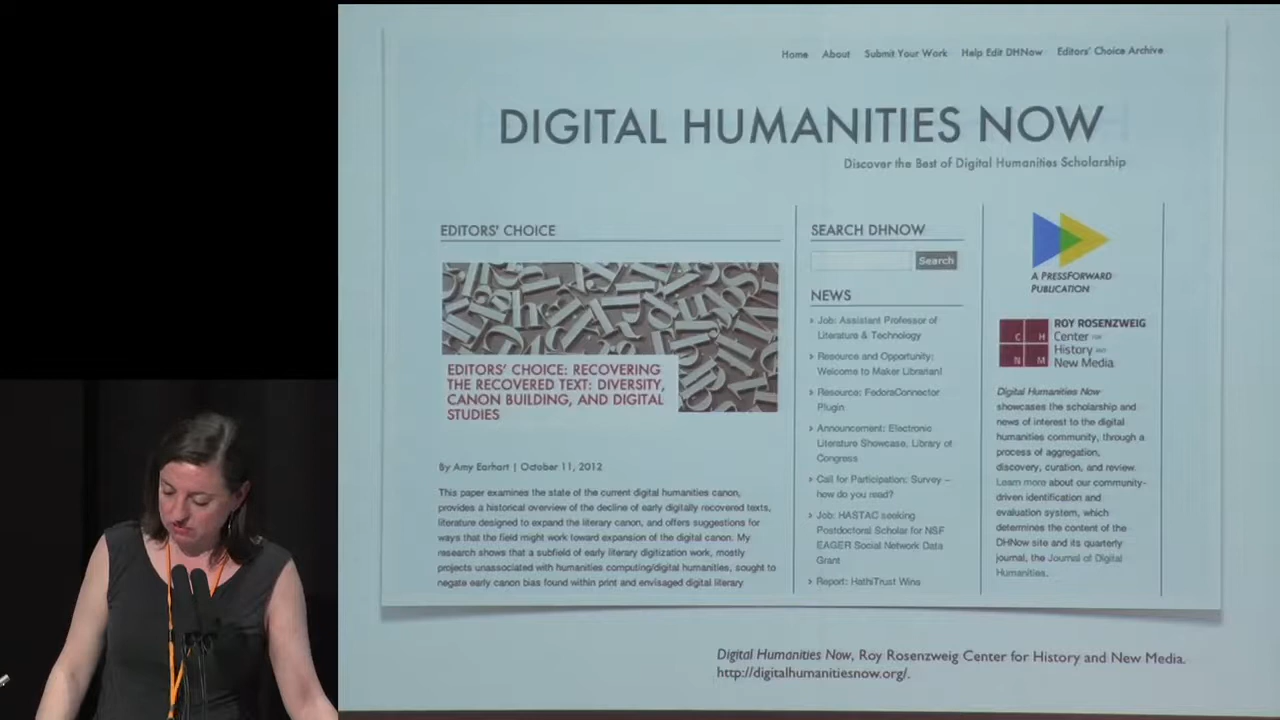 Home About Submit Your Work Help Edit DHNow Editors' Choice Archive
DIGITAL HUMANITIES NOW
Discover the Best of Digital Humanities Scholarship
EDITORS' CHOICE
EDITORS' CHOICE: RECOVERING
THE RECOVERED TEXT: DIVERSITY,
CANON BUILDING, AND DIGITAL
STUDIES
By Amy Earhart | October 11, 2012
This paper examines the state of the current digital humanities canon,
provides a historical overview of the decline of early digitally recovered texts,
literature designed to expand the literary canon, and offers suggestions for
ways that the field might work toward expansion of the digital canon. My
research shows that a subfield of early literary digitization work, mostly
projects unassociated with humanities computing/digital humanities, sought to
negate early canon bias found within print and envisaged digital literary
SEARCH DHNOW
Search
NEWS
Job: Assistant Professor of
Literature & Technology
Resource and Opportunity:
Welcome to Maker Librarian!
Resource: FedoraConnector
Plugin
Announcement: Electronic
Literature Showcase, Library of
Congress
Call for Participation: Survey –
how do you read?
Job: HASTAC seeking
Postdoctoral Scholar for NSF
EAGER Social Network Data
Grant
Report: HathiTrust Wins
A PRESSFORWARD
PUBLICATION
C H
N M
ROY ROSENZWEIG
Center for
History and
New Media
Digital Humanities Now
showcases the scholarship and
news of interest to the digital
humanities community, through a
process of aggregation,
discovery, curation, and review.
Learn more about our community-
driven identification and
evaluation system, which
determines the content of the
DHNow site and its quarterly
journal, the Journal of Digital
Humanities.
Digital Humanities Now, Roy Rosenzweig Center for History and New Media.
http://digitalhumanitiesnow.org/.